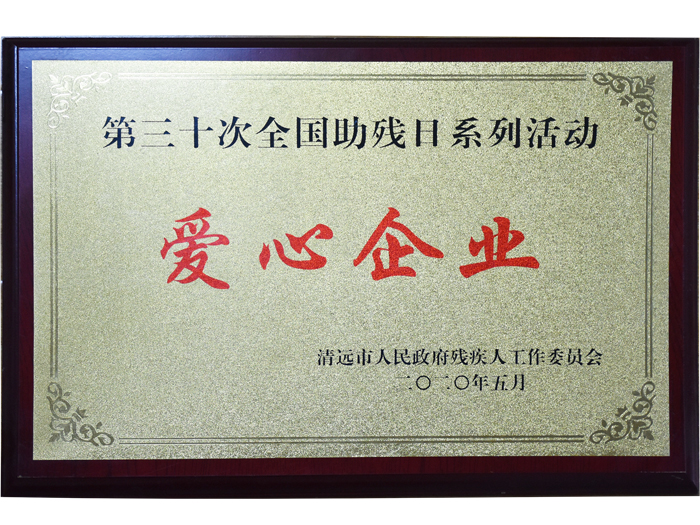 第三十次全国助残日系列活动
爱心企业
清远市人民政府残疾人工作委员会
二〇二〇年五月